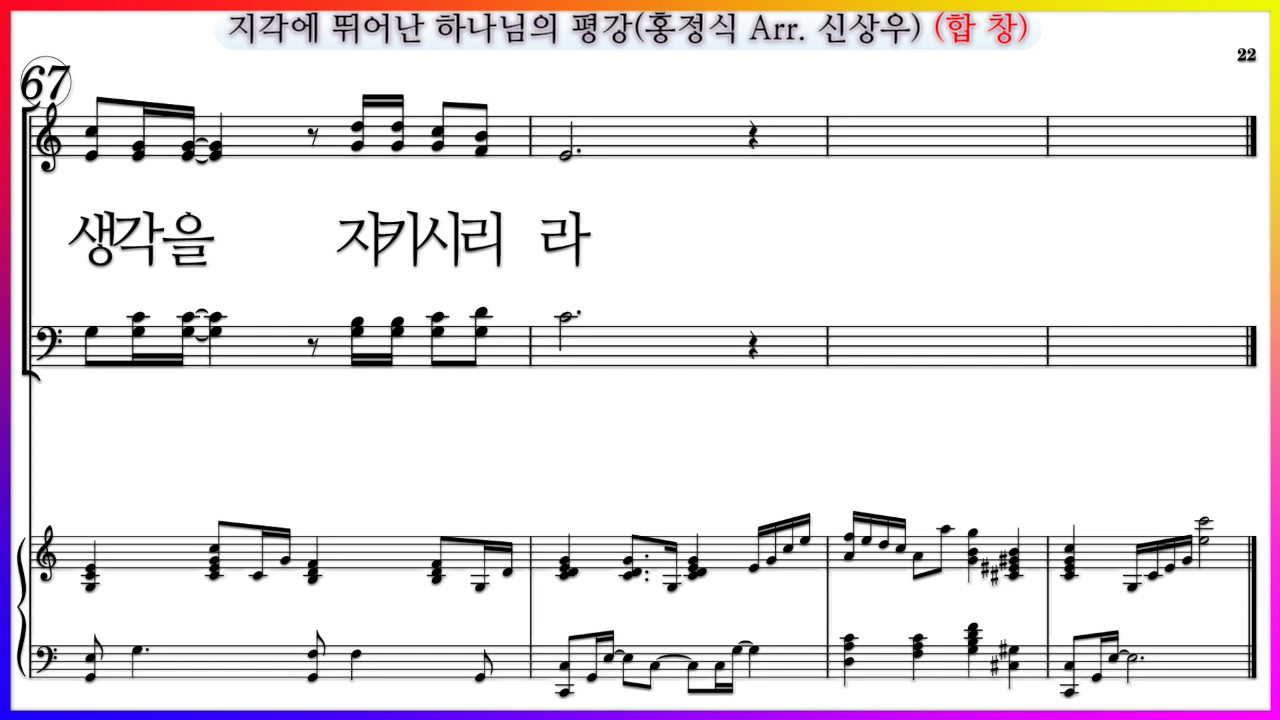 지각에 뛰어난 하나님의 평강(홍정식 Arr. 신상우) (합 창)
22
67
생각을 지키시리 라